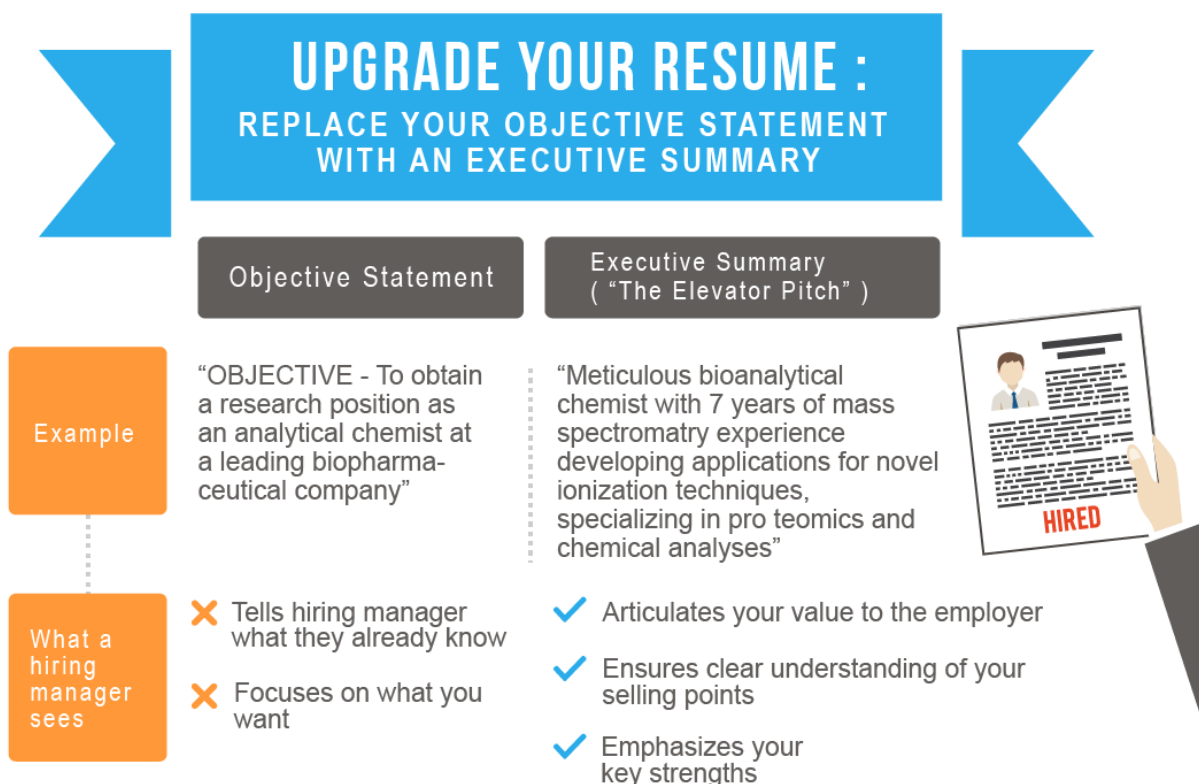 UPGRADE YOUR RESUME :
REPLACE YOUR OBJECTIVE STATEMENT
WITH AN EXECUTIVE SUMMARY
Objective Statement
Executive Summary
( “The Elevator Pitch” )
Example
“OBJECTIVE - To obtain
a research position as
an analytical chemist at
a leading biopharma-
ceutical company”
“Meticulous bioanalytical
chemist with 7 years of mass
spectromatry experience
developing applications for novel
ionization techniques,
specializing in pro teomics and
chemical analyses”
HIRED
What a
hiring
manager
sees
Tells hiring manager
what they already know
Focuses on what you
want
Articulates your value to the employer
Ensures clear understanding of your
selling points
Emphasizes your
key strengths